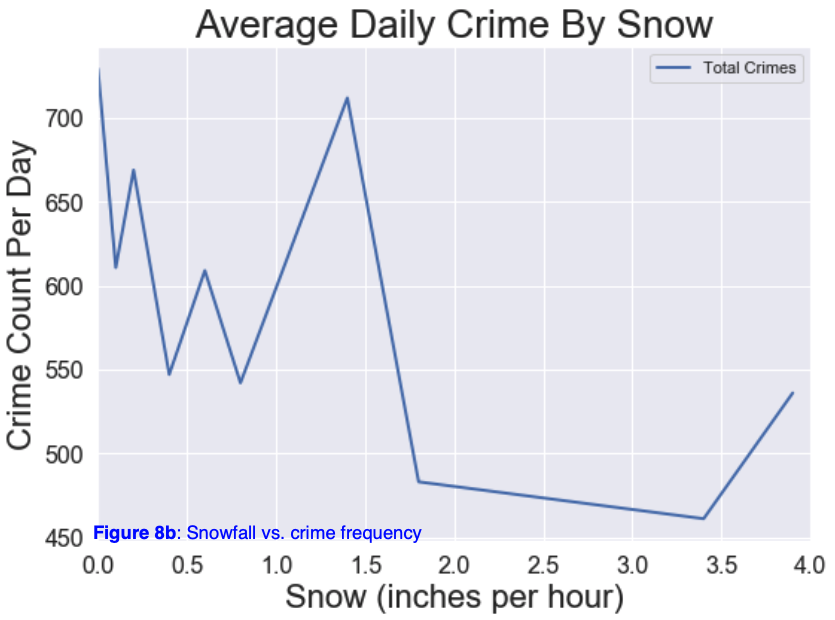 Average Daily Crime By Snow
Total Crimes
Crime Count Per Day
700
650
600
550
500
450
Figure 8b: Snowfall vs. crime frequency
0.0 0.5 1.0 1.5 2.0 2.5 3.0 3.5 4.0
Snow (inches per hour)